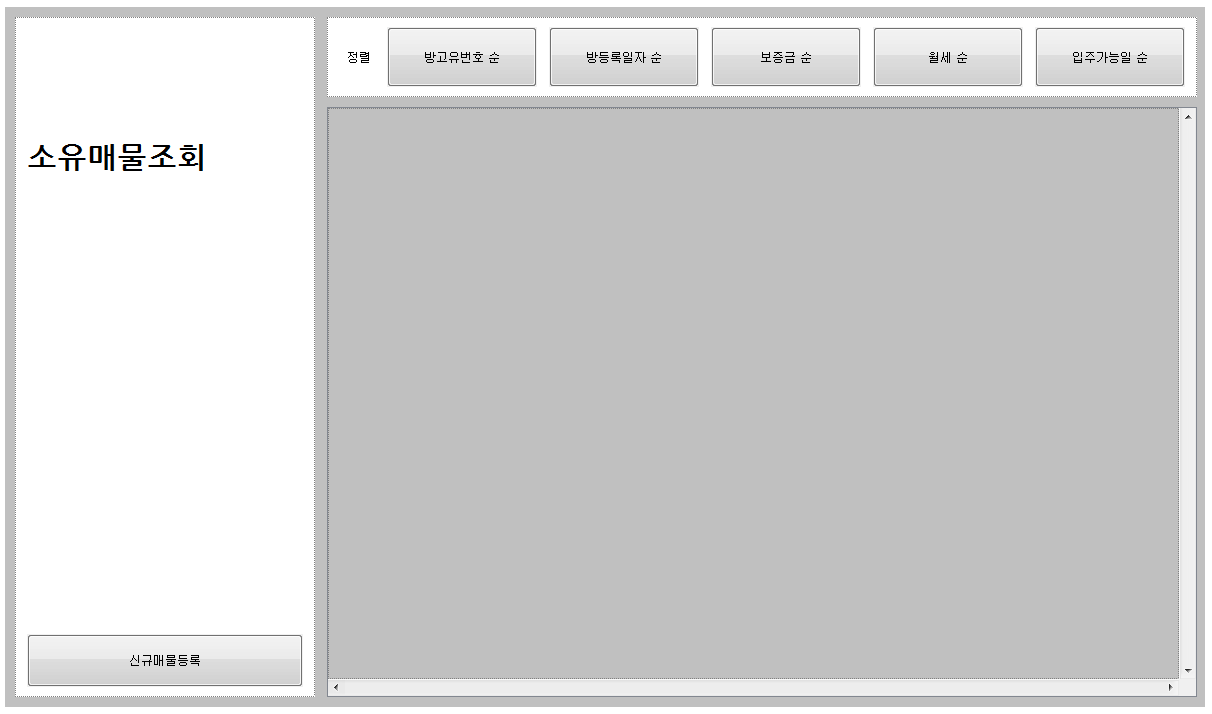 정렬
방고유번호 순
방등록일자 순
보증금 순
월세 순
입주가능일 순
소유매물조회
신규매물등록